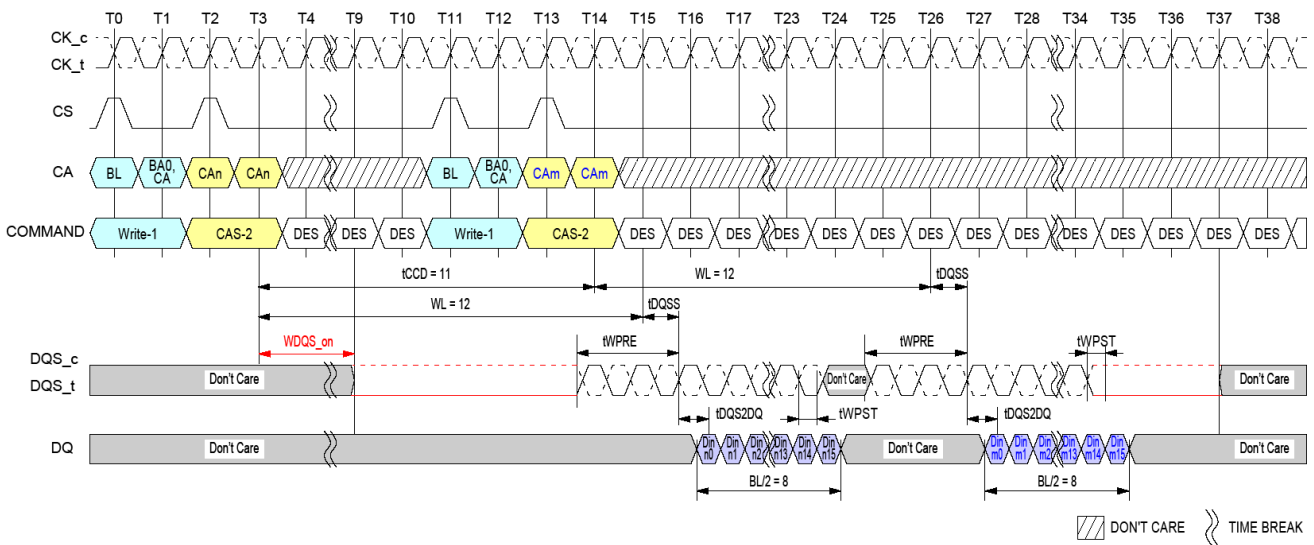 T0 T1 T2 T3 T4 T9 T10 T11 T12 T13 T14 T15 T16 T17 T23 T24 T25 T26 T27 T28 T34 T35 T36 T37 T38
CK_c
CK_t
CS
CA BL BA0, CA CAn CAn BL BA0, CA CAm CAm
COMMAND Write-1 CAS-2 DES DES DES Write-1 CAS-2 DES DES DES DES DES DES DES DES DES DES DES DES DES DES
tCCD = 11 WL = 12 tDQSS
WL = 12 tDQSS
WDQS_on tWPRE tWPRE tWPST
DQS_c
DQS_t Don't Care Don't Care Don't Care
tDQS2DQ tWPST tDQS2DQ
DQ Don't Care Din n0 Din n1 Din n2 Din n13 Din n14 Din n15 Don't Care Din m0 Din m1 Din m2 Din m13 Din m14 Din m15 Don't Care
BL/2 = 8 BL/2 = 8
DON'T CARE TIME BREAK